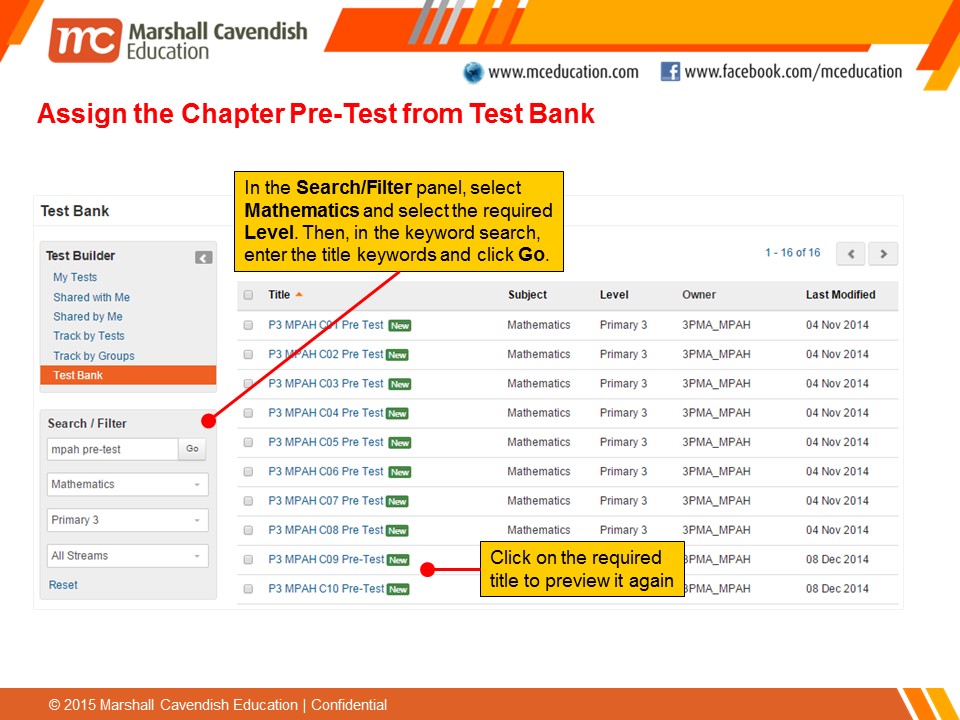 mc Marshall Cavendish
Education
www.mceducation.com
f www.facebook.com/mceducation
Assign the Chapter Pre-Test from Test Bank
In the Search/Filter panel, select
Mathematics and select the required
Level. Then, in the keyword search,
enter the title keywords and click Go.
Test Bank
Test Builder
My Tests
Shared with Me
Shared by Me
Track by Tests
Track by Groups
Test Bank
Search / Filter
mpah pre-test Go
Mathematics
Primary 3
All Streams
Reset
1 - 16 of 16
Title Subject Level Owner Last Modified
P3 MPAH C01 Pre Test New Mathematics Primary 3 3PMA_MPAH 04 Nov 2014
P3 MPAH C02 Pre Test New Mathematics Primary 3 3PMA_MPAH 04 Nov 2014
P3 MPAH C03 Pre Test New Mathematics Primary 3 3PMA_MPAH 04 Nov 2014
P3 MPAH C04 Pre Test New Mathematics Primary 3 3PMA_MPAH 04 Nov 2014
P3 MPAH C05 Pre Test New Mathematics Primary 3 3PMA_MPAH 04 Nov 2014
P3 MPAH C06 Pre Test New Mathematics Primary 3 3PMA_MPAH 04 Nov 2014
P3 MPAH C07 Pre Test New Mathematics Primary 3 3PMA_MPAH 04 Nov 2014
P3 MPAH C08 Pre Test New Mathematics Primary 3 3PMA_MPAH 04 Nov 2014
P3 MPAH C09 Pre-Test New PMA_MPAH 08 Dec 2014
P3 MPAH C10 Pre-Test New PMA_MPAH 08 Dec 2014
Click on the required
title to preview it again
© 2015 Marshall Cavendish Education | Confidential